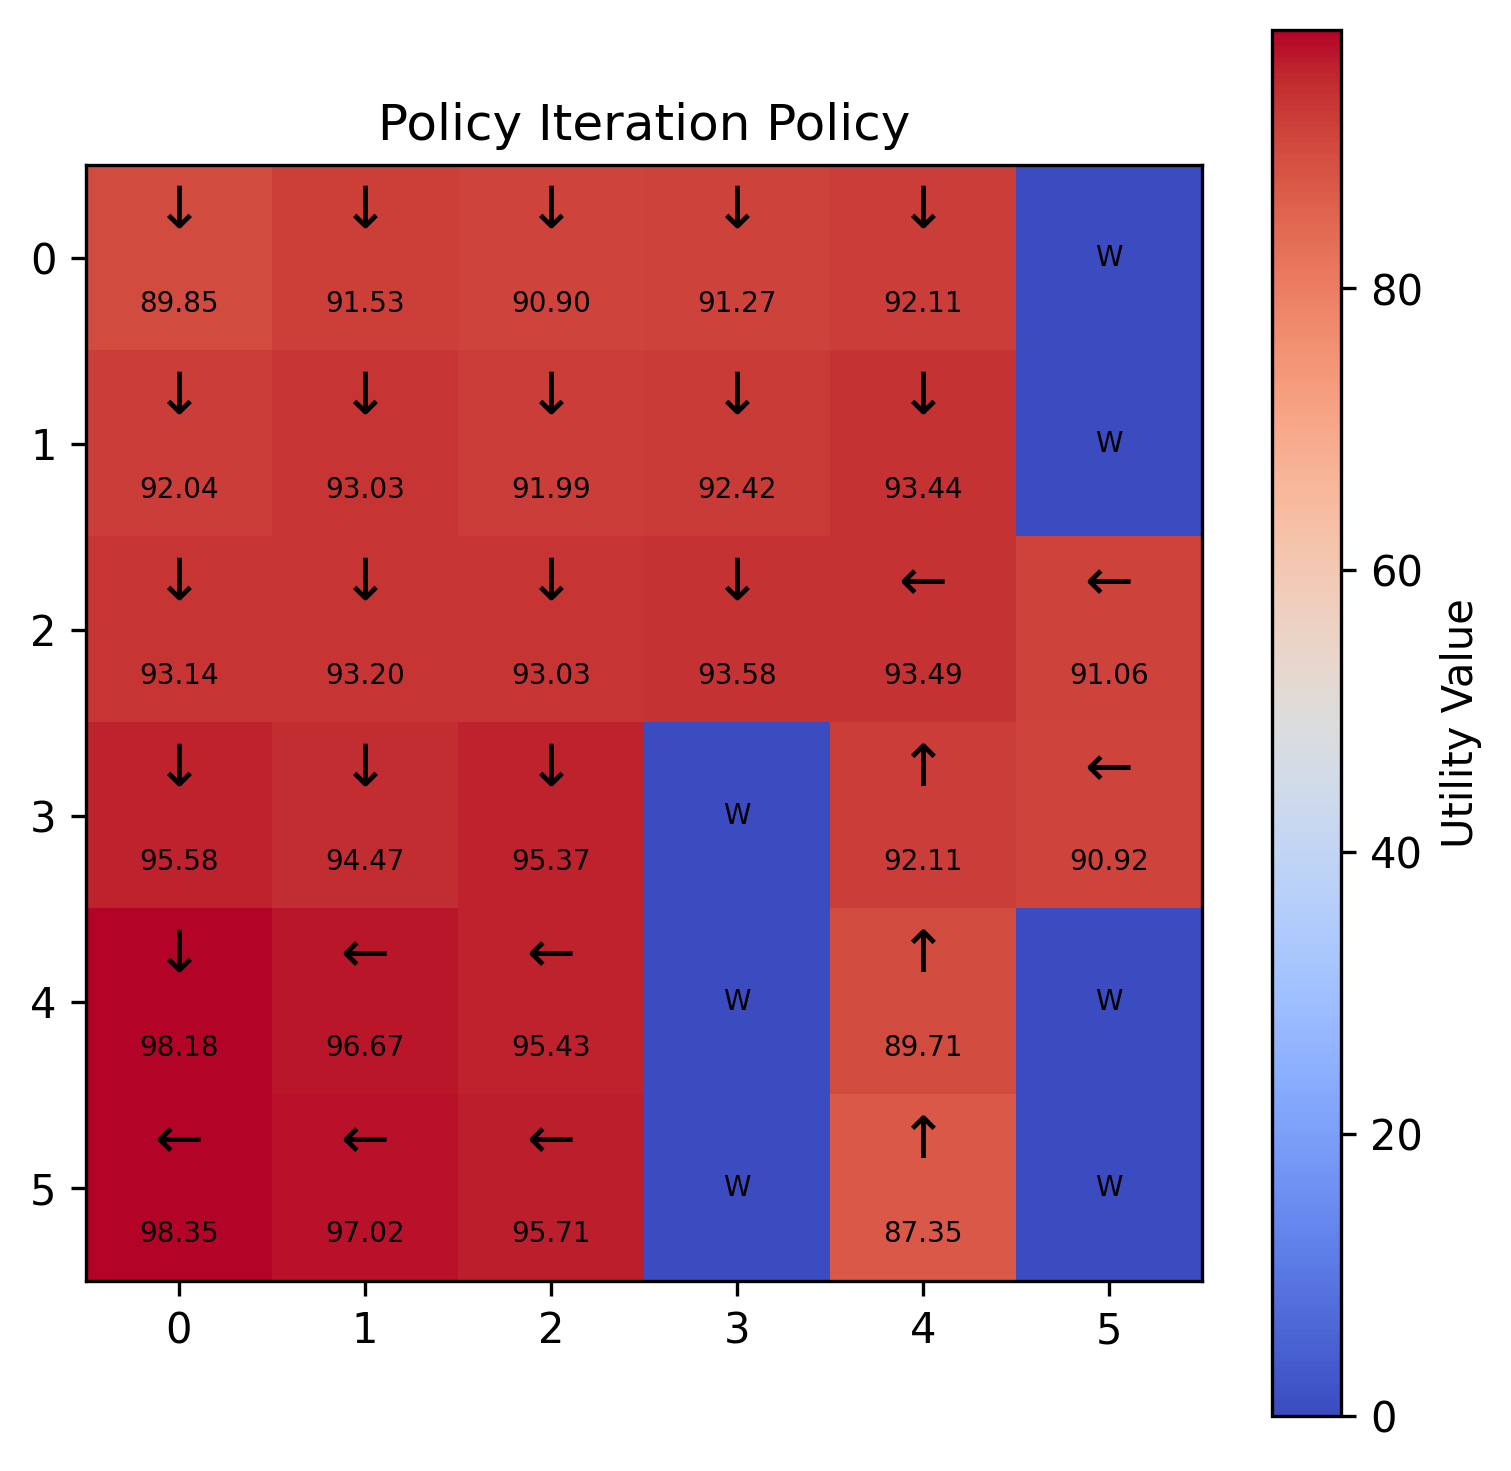 Policy Iteration Policy
0 ↓ ↓ ↓ ↓ ↓ W
89.85 91.53 90.90 91.27 92.11
1 ↓ ↓ ↓ ↓ ↓ W
92.04 93.03 91.99 92.42 93.44
2 ↓ ↓ ↓ ↓ ← ←
93.14 93.20 93.03 93.58 93.49 91.06
3 ↓ ↓ ↓ W ↑ ←
95.58 94.47 95.37 92.11 90.92
4 ↓ ← ← W ↑ W
98.18 96.67 95.43 89.71
5 ← ← ← W ↑ W
98.35 97.02 95.71 87.35
0 1 2 3 4 5
80
60
40
20
0
Utility Value